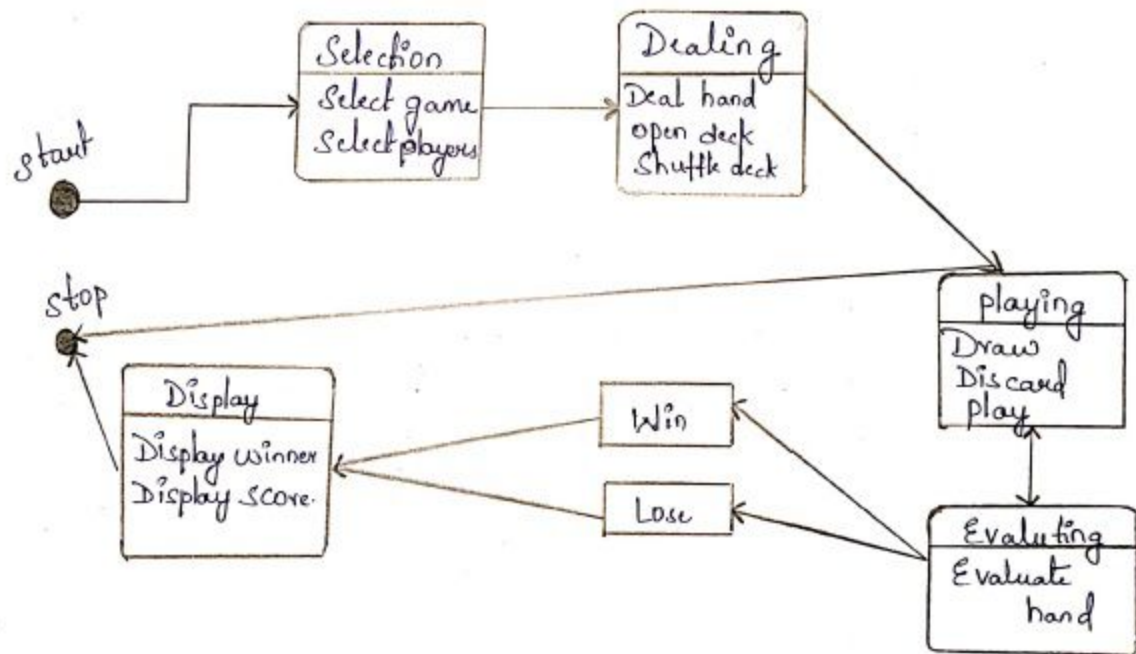 start
Selection
Select game
Select players
Dealing
Deal hand
open deck
Shuffle deck
stop
playing
Draw
Discard
play
Display
Display winner
Display score.
Win
Lose
Evaluting
Evaluate
hand